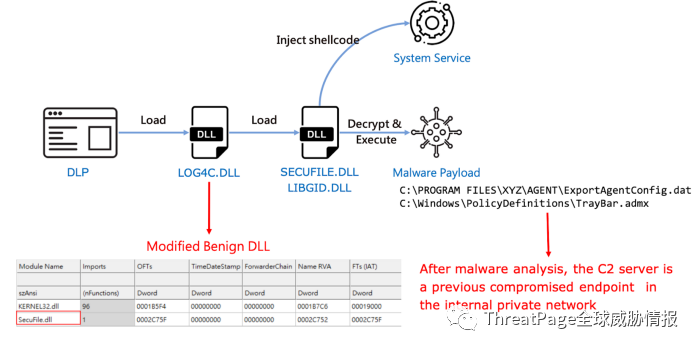 Inject shellcode
System Service
Load
Load
Decrypt &
Execute
DLL
DLL
DLP
LOG4C.DLL
SECUFILE.DLL
LIBGID.DLL
Malware Payload
C:\PROGRAM FILES\XYZ\AGENT\ExportAgentConfig.dat
C:\Windows\PolicyDefinitions\TrayBar.admx
Modified Benign DLL
Module Name Imports OFTs TimeDateStamp ForwarderChain Name RVA FTs (IAT)
szAnsi (nFunctions) Dword Dword Dword Dword Dword
KERNEL32.dll 96 0001B5F4 00000000 00000000 0001B7C6 00019000
SecuFile.dll 1 0002C75F 00000000 00000000 0002C752 0002C75F
After malware analysis, the C2 server is
a previous compromised endpoint in
the internal private network
ThreatPage全球威胁情报